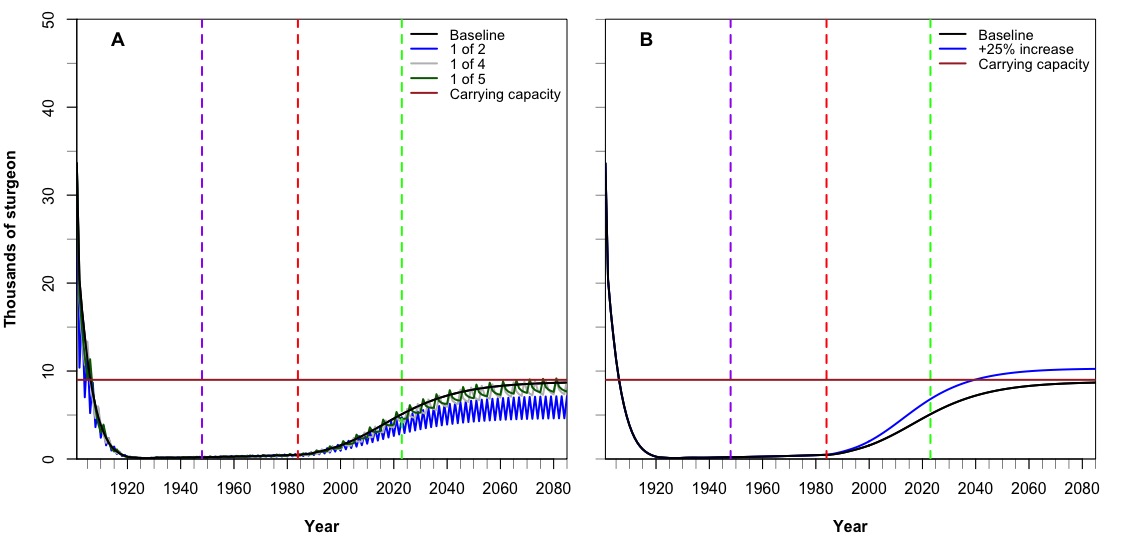 A
Baseline
1 of 2
1 of 4
1 of 5
Carrying capacity
50
40
30
20
10
0
Thousands of sturgeon
1920 1940 1960 1980 2000 2020 2040 2060 2080
Year
B
Baseline
+25% increase
Carrying capacity
1920 1940 1960 1980 2000 2020 2040 2060 2080
Year